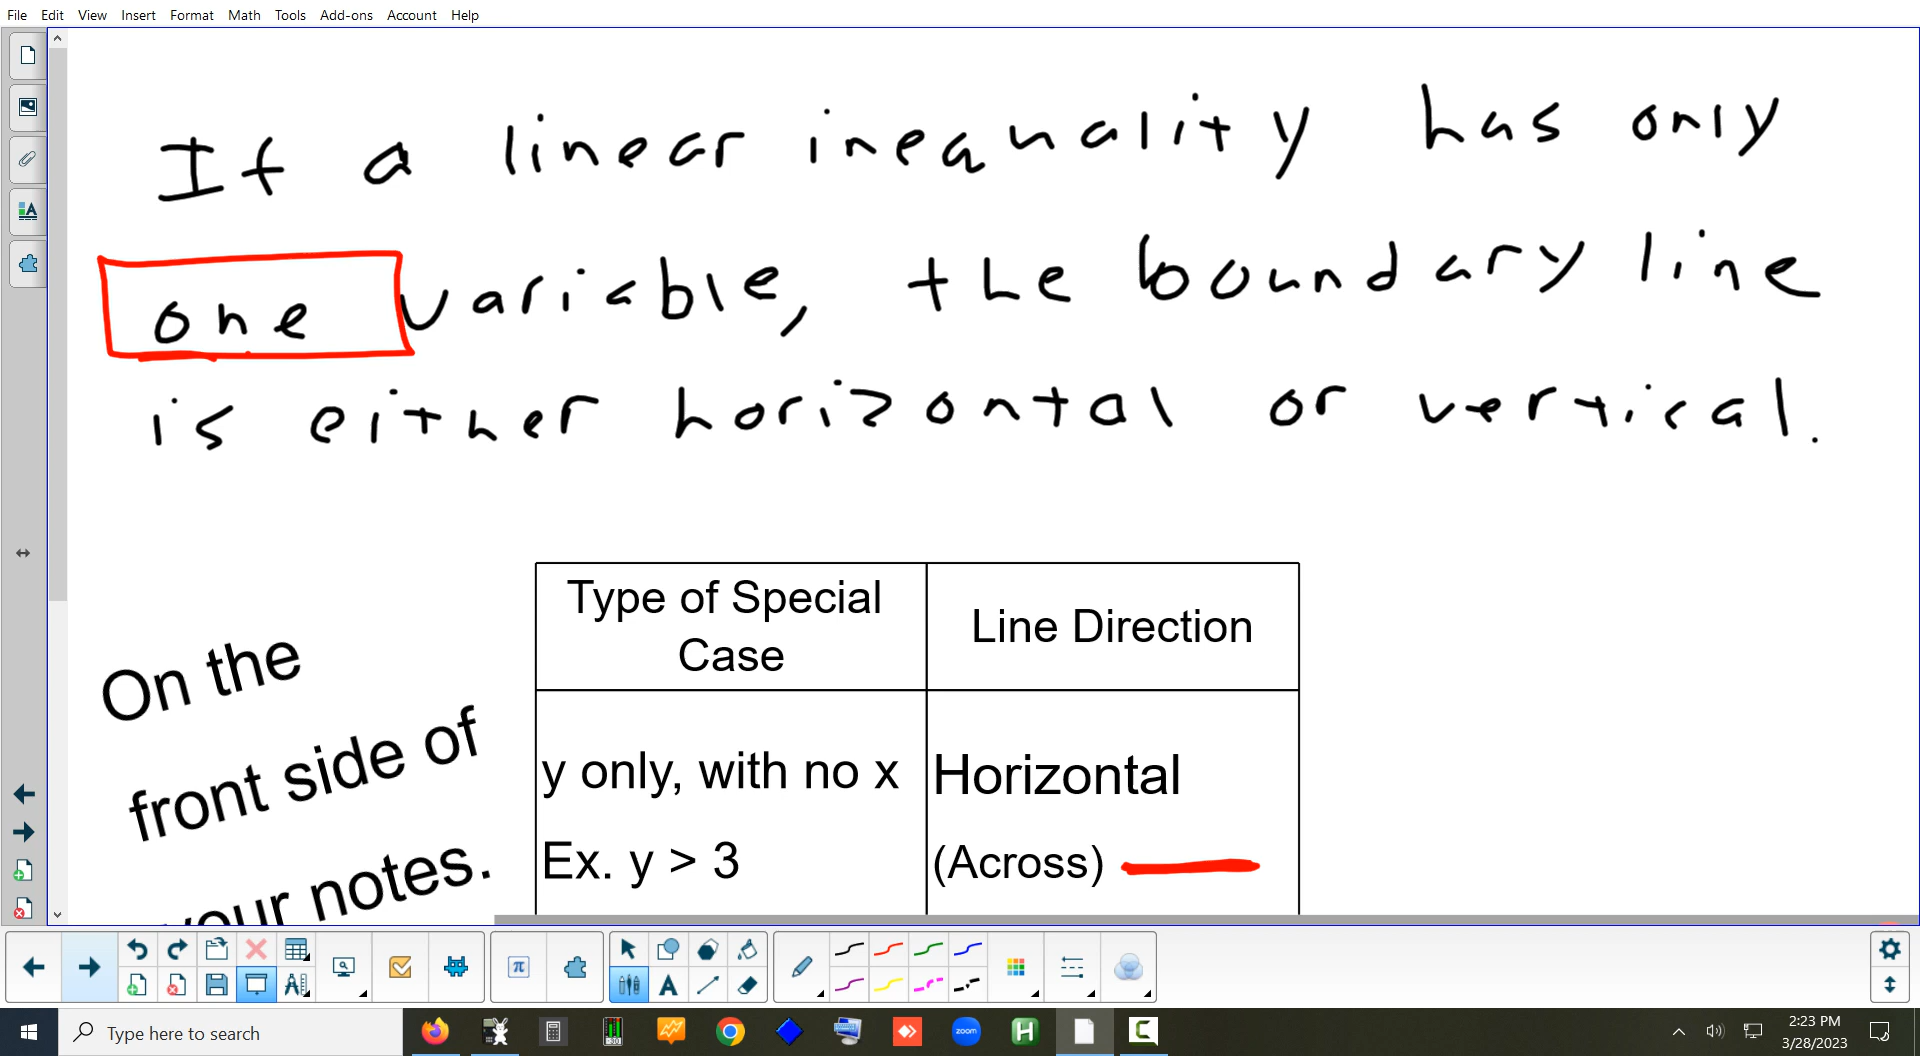 File Edit View Insert Format Math Tools Add-ons Account Help
If a linear inequality has only
one variable, the boundary line
is either horizontal or vertical.
On the
front side of
your notes.
Type of Special
Case
Line Direction
y only, with no x
Horizontal
Ex. y > 3
(Across)
A
π
A
zoom
H
C
Type here to search
2:23 PM
3/28/2023